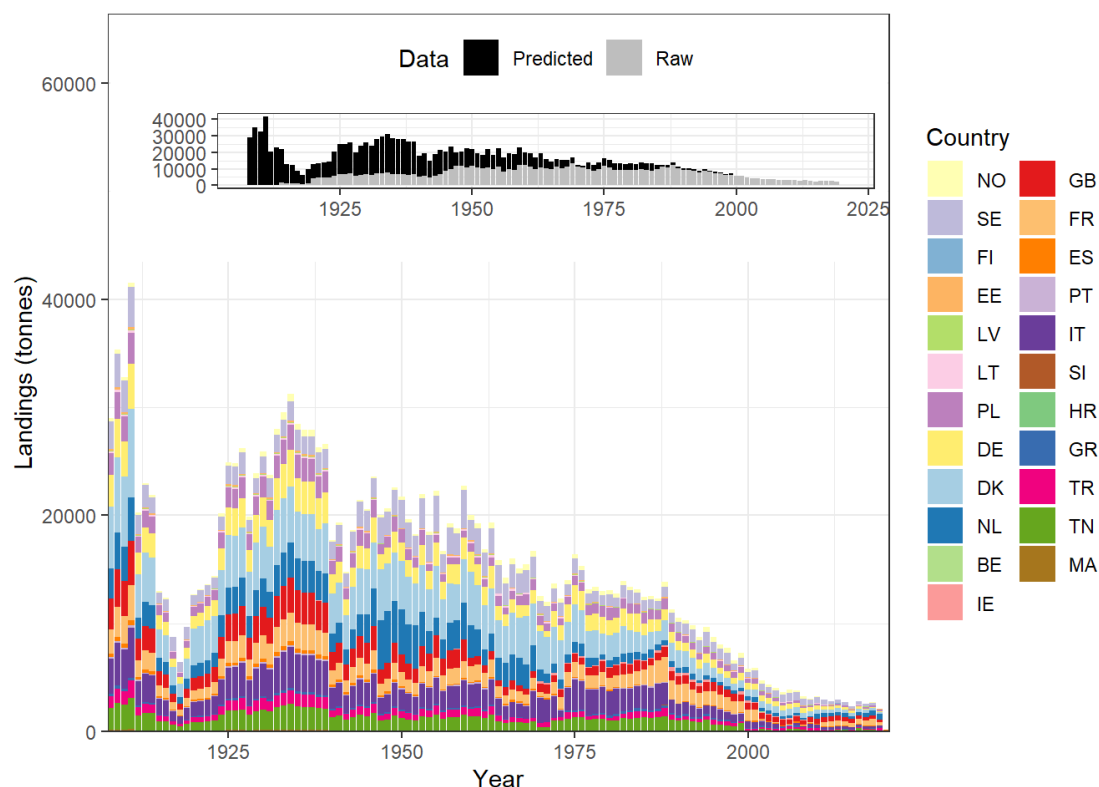 Data Predicted Raw
60000
40000
30000
20000
10000
0
1925 1950 1975 2000 2025
Landings (tonnes)
40000
20000
0
1925 1950 1975 2000
Year
Country
NO GB
SE FR
FI ES
EE PT
LV IT
LT SI
PL HR
DE GR
DK TR
NL TN
BE MA
IE